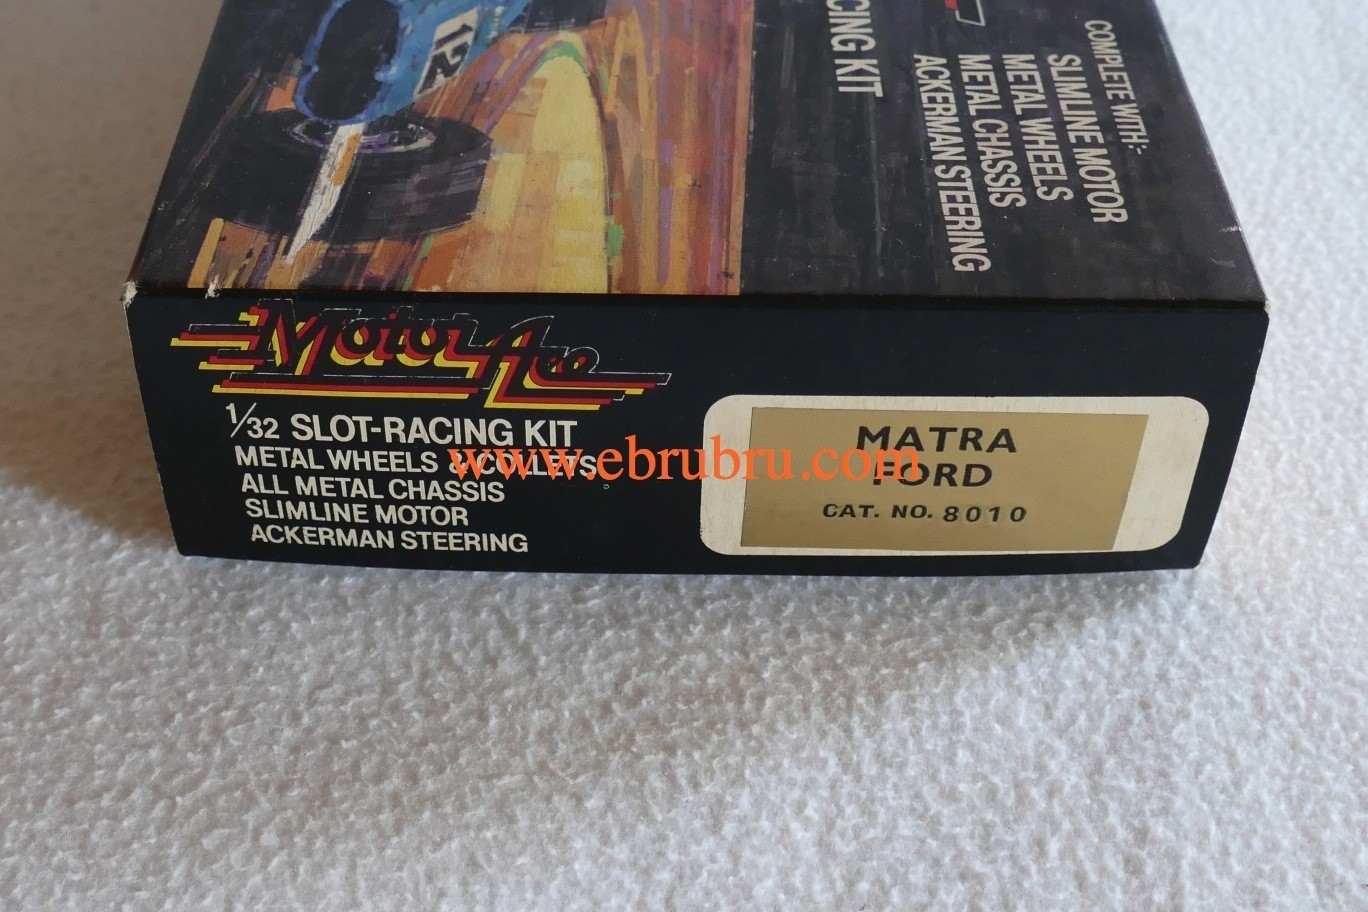 12
CING KIT
COMPLETE WITH:-
SLIMLINE MOTOR
METAL WHEELS
METAL CHASSIS
ACKERMAN STEERING
Motor Ace
1/32 SLOT-RACING KIT
METAL WHEELS & COLLETS
ALL METAL CHASSIS
SLIMLINE MOTOR
ACKERMAN STEERING
MATRA
FORD
CAT. NO. 8010
www.ebrubru.com